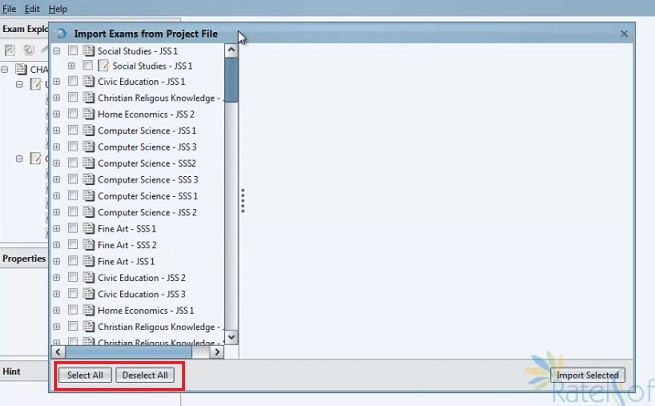 File Edit Help
Exam Explo
Import Exams from Project File
Social Studies - JSS 1
Social Studies - JSS 1
Civic Education - JSS 1
Christian Religous Knowledge -
Home Economics - JSS 2
Computer Science - JSS 1
Computer Science - JSS 3
Computer Science - SSS2
Computer Science - SSS 3
Computer Science - SSS 1
Computer Science - JSS 2
Fine Art - SSS 1
Fine Art - SSS 2
Fine Art - JSS 1
Civic Education - JSS 2
Civic Education - JSS 3
Home Economics - JSS 1
Christian Religous Knowledge -
Christian Religous Knowledge -
CHA
Properties
Hint
Select All
Deselect All
Import Selected